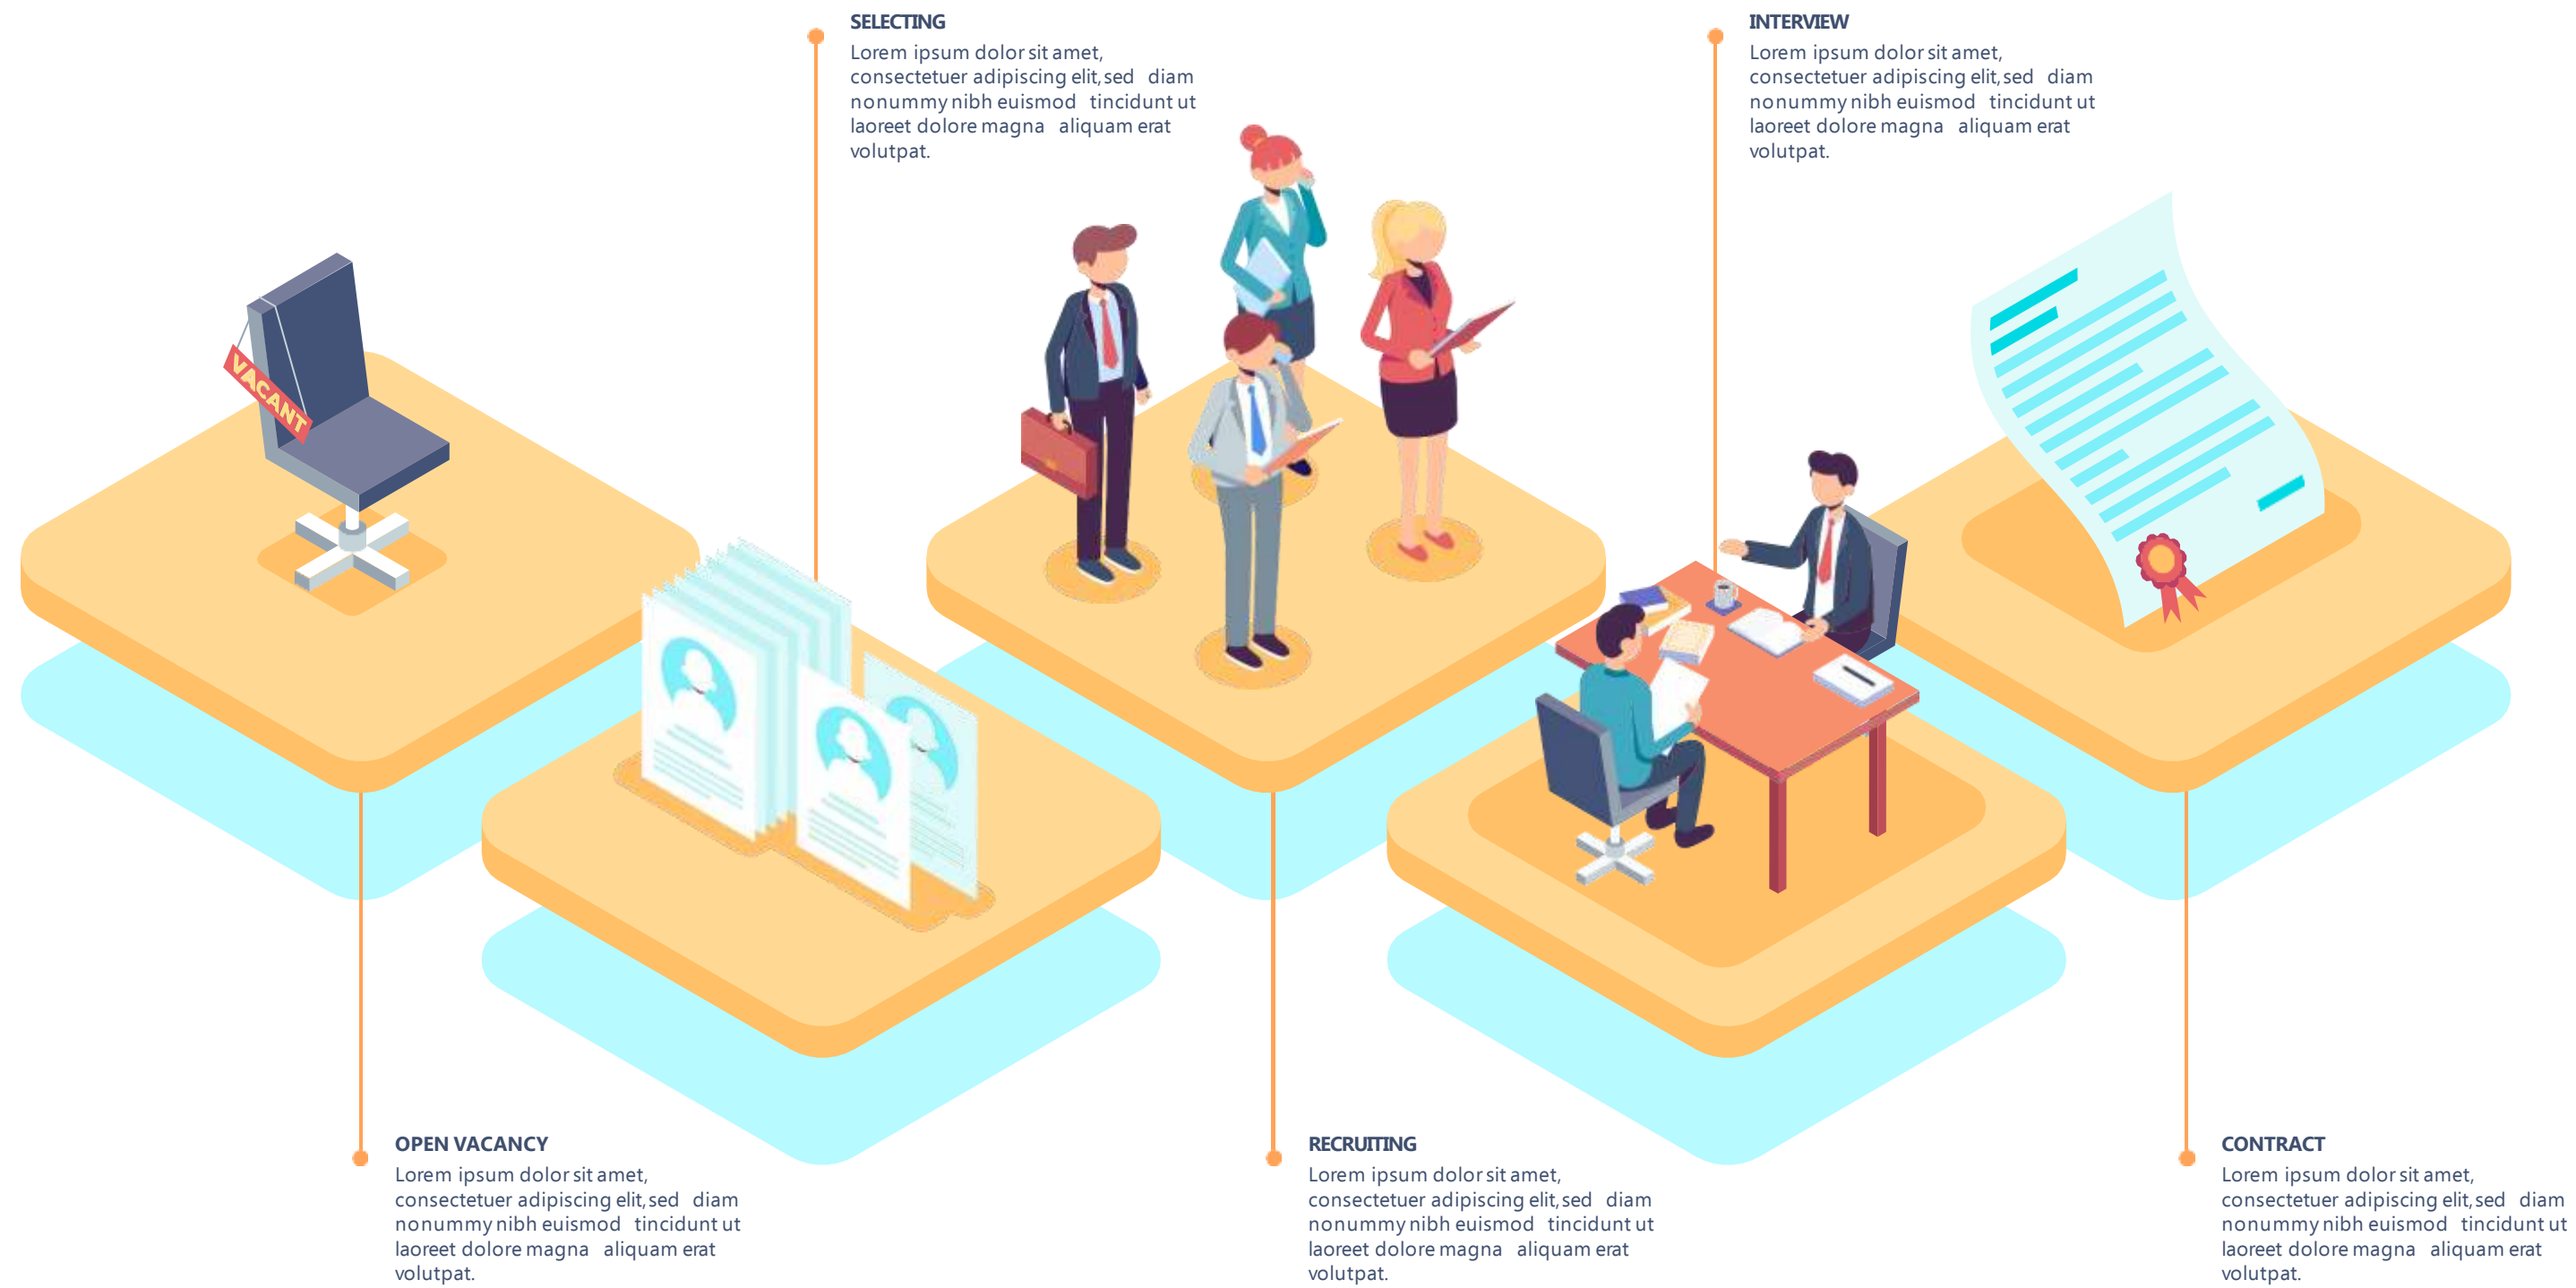 SELECTING
Lorem ipsum dolor sit amet,
consectetuer adipiscing elit, sed diam
nonummy nibh euismod tincidunt ut
laoreet dolore magna aliquam erat
volutpat.
INTERVIEW
Lorem ipsum dolor sit amet,
consectetuer adipiscing elit, sed diam
nonummy nibh euismod tincidunt ut
laoreet dolore magna aliquam erat
volutpat.
VACANT
OPEN VACANCY
Lorem ipsum dolor sit amet,
consectetuer adipiscing elit, sed diam
nonummy nibh euismod tincidunt ut
laoreet dolore magna aliquam erat
volutpat.
RECRUITING
Lorem ipsum dolor sit amet,
consectetuer adipiscing elit, sed diam
nonummy nibh euismod tincidunt ut
laoreet dolore magna aliquam erat
volutpat.
CONTRACT
Lorem ipsum dolor sit amet,
consectetuer adipiscing elit, sed diam
nonummy nibh euismod tincidunt ut
laoreet dolore magna aliquam erat
volutpat.